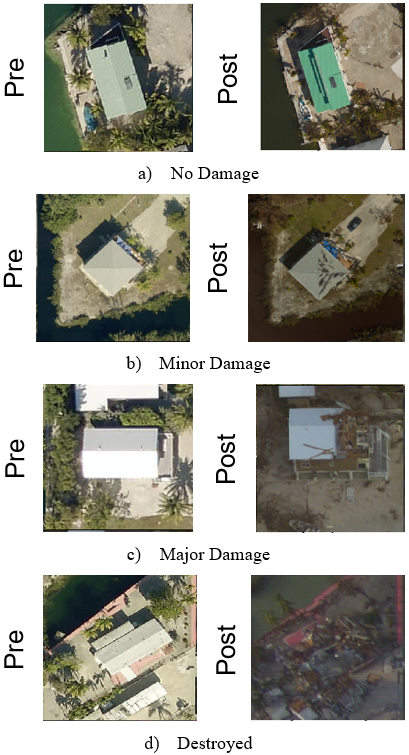 Pre
Post
a) No Damage
Pre
Post
b) Minor Damage
Pre
Post
c) Major Damage
Pre
Post
d) Destroyed